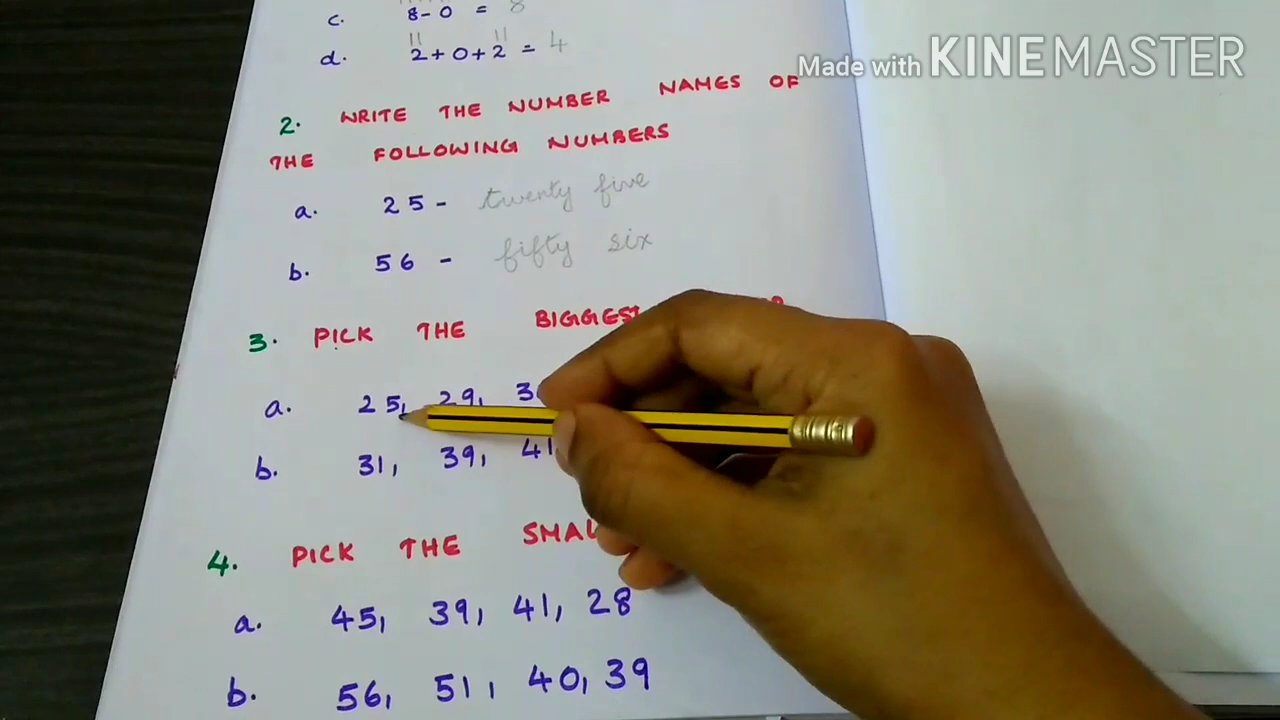 c. 8-0 = 8
d. 2+0+2 = 4
Made with KINEMASTER
2. WRITE THE NUMBER NAMES OF
THE FOLLOWING NUMBERS
a. 25 - twenty five
b. 56 - fifty six
3. PICK THE
a. 25, 29,
b. 31, 39, 41
4. PICK THE
a. 45, 39, 41, 28
b. 56, 51, 40, 39